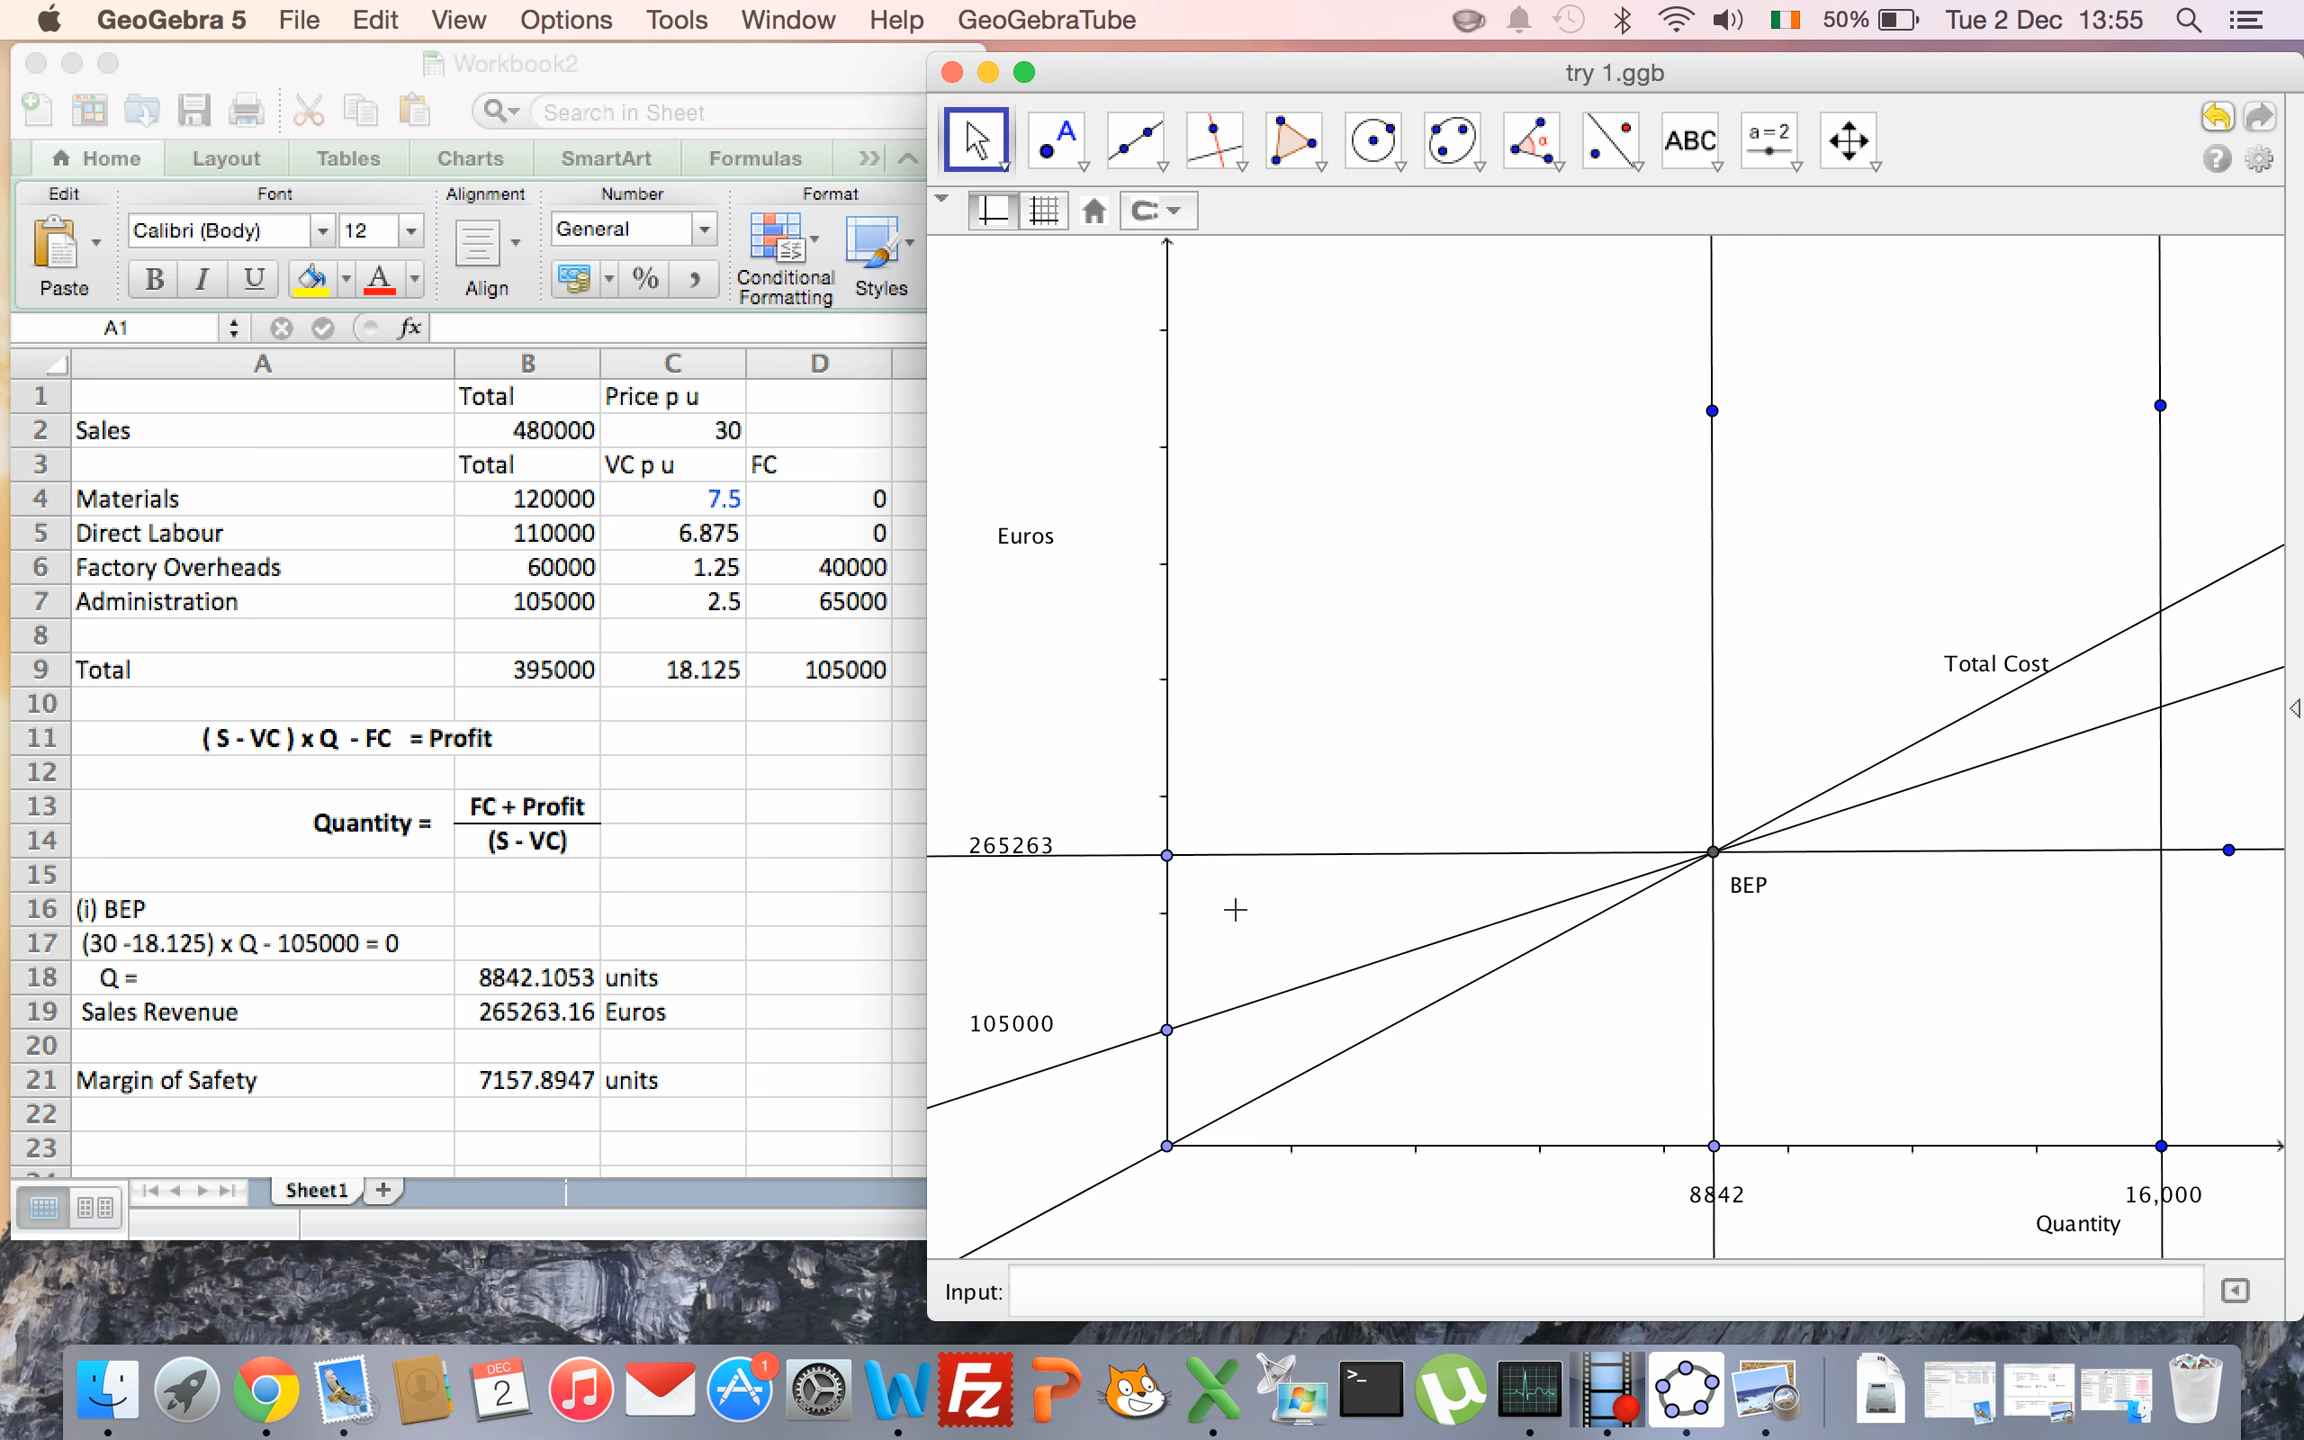 GeoGebra 5 File Edit View Options Tools Window Help GeoGebraTube 50% Tue 2 Dec 13:55
Workbook2
Search in Sheet
Home Layout Tables Charts SmartArt Formulas
Edit Font Alignment Number Format
Calibri (Body) 12 General
B I U A %
Paste Align Conditional Formatting Styles
A1 fx
A B C D
1 Total Price p u
2 Sales 480000 30
3 Total VC p u FC
4 Materials 120000 7.5 0
5 Direct Labour 110000 6.875 0
6 Factory Overheads 60000 1.25 40000
7 Administration 105000 2.5 65000
8
9 Total 395000 18.125 105000
10
11 ( S - VC ) x Q - FC = Profit
12
13 FC + Profit
Quantity =
14 (S - VC)
15
16 (i) BEP
17 (30 -18.125) x Q - 105000 = 0
18 Q = 8842.1053 units
19 Sales Revenue 265263.16 Euros
20
21 Margin of Safety 7157.8947 units
22
23
Sheet1
try 1.ggb
A α ABC a=2
Euros
Total Cost
265263
BEP
105000
8842 16,000
Quantity
Input:
DEC
2
1
W Fz P X >_ µ